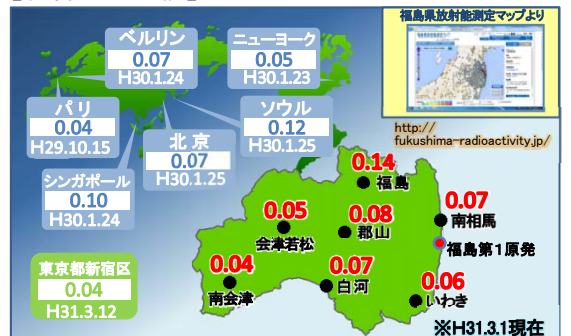 福島県放射能測定マップより
http://
fukushima-radioactivity.jp/
ベルリン
0.07
H30.1.24
ニューヨーク
0.05
H30.1.23
パリ
0.04
H29.10.15
北京
0.07
H30.1.25
ソウル
0.12
H30.1.25
シンガポール
0.10
H30.1.24
東京都新宿区
0.04
H31.3.12
0.14
福島
0.07
南相馬
0.05
会津若松
0.08
郡山
福島第1原発
0.04
南会津
0.07
白河
0.06
いわき
※H31.3.1現在